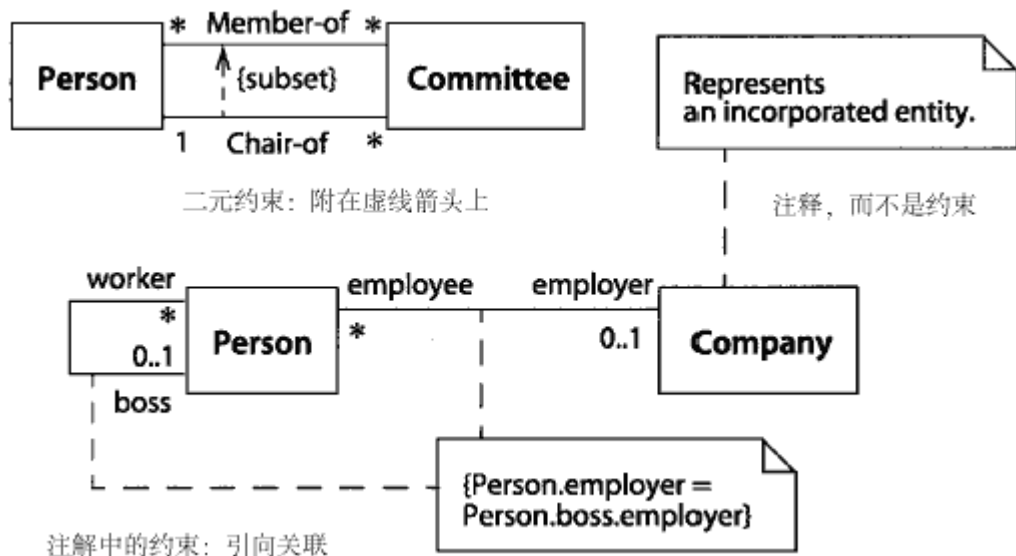 * Member-of *
Person
{subset}
Committee
1 Chair-of *
二元约束：附在虚线箭头上
Represents
an incorporated entity.
注释，而不是约束
worker
*
0..1
boss
Person
employee
*
employer
0..1
Company
{Person.employer =
Person.boss.employer}
注解中的约束：引向关联